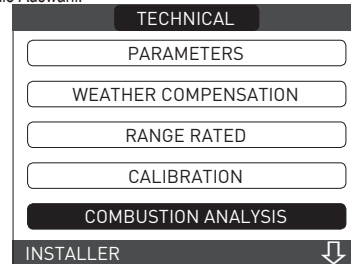 TECHNICAL
PARAMETERS
WEATHER COMPENSATION
RANGE RATED
CALIBRATION
COMBUSTION ANALYSIS
INSTALLER